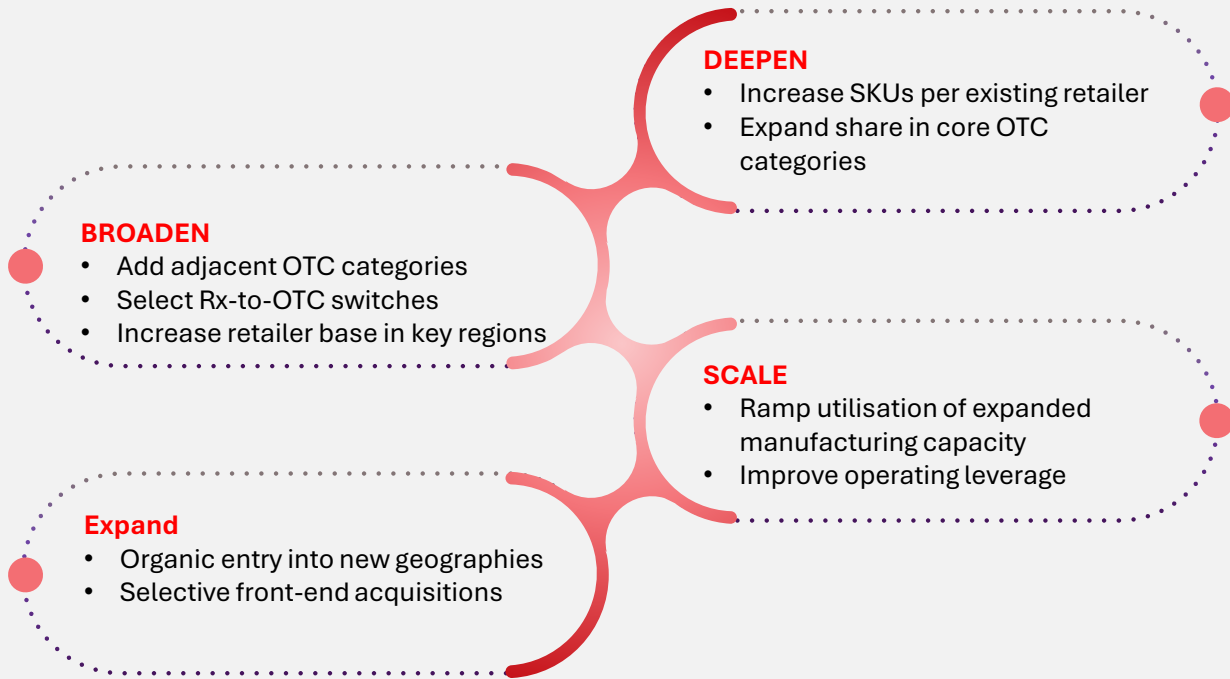 DEEPEN
• Increase SKUs per existing retailer
• Expand share in core OTC
categories
BROADEN
• Add adjacent OTC categories
• Select Rx-to-OTC switches
• Increase retailer base in key regions
SCALE
• Ramp utilisation of expanded
manufacturing capacity
• Improve operating leverage
Expand
• Organic entry into new geographies
• Selective front-end acquisitions